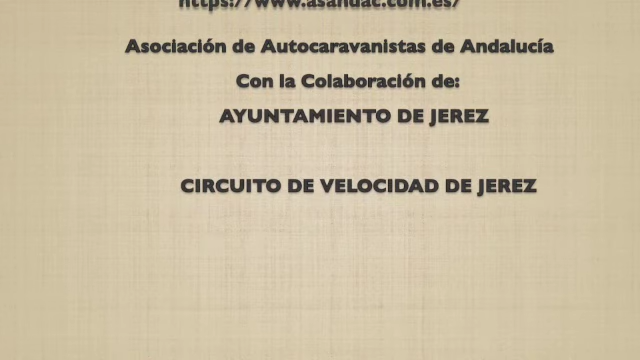 https://www.asandac.com.es/
Asociación de Autocaravanistas de Andalucía
Con la Colaboración de:
AYUNTAMIENTO DE JEREZ
CIRCUITO DE VELOCIDAD DE JEREZ